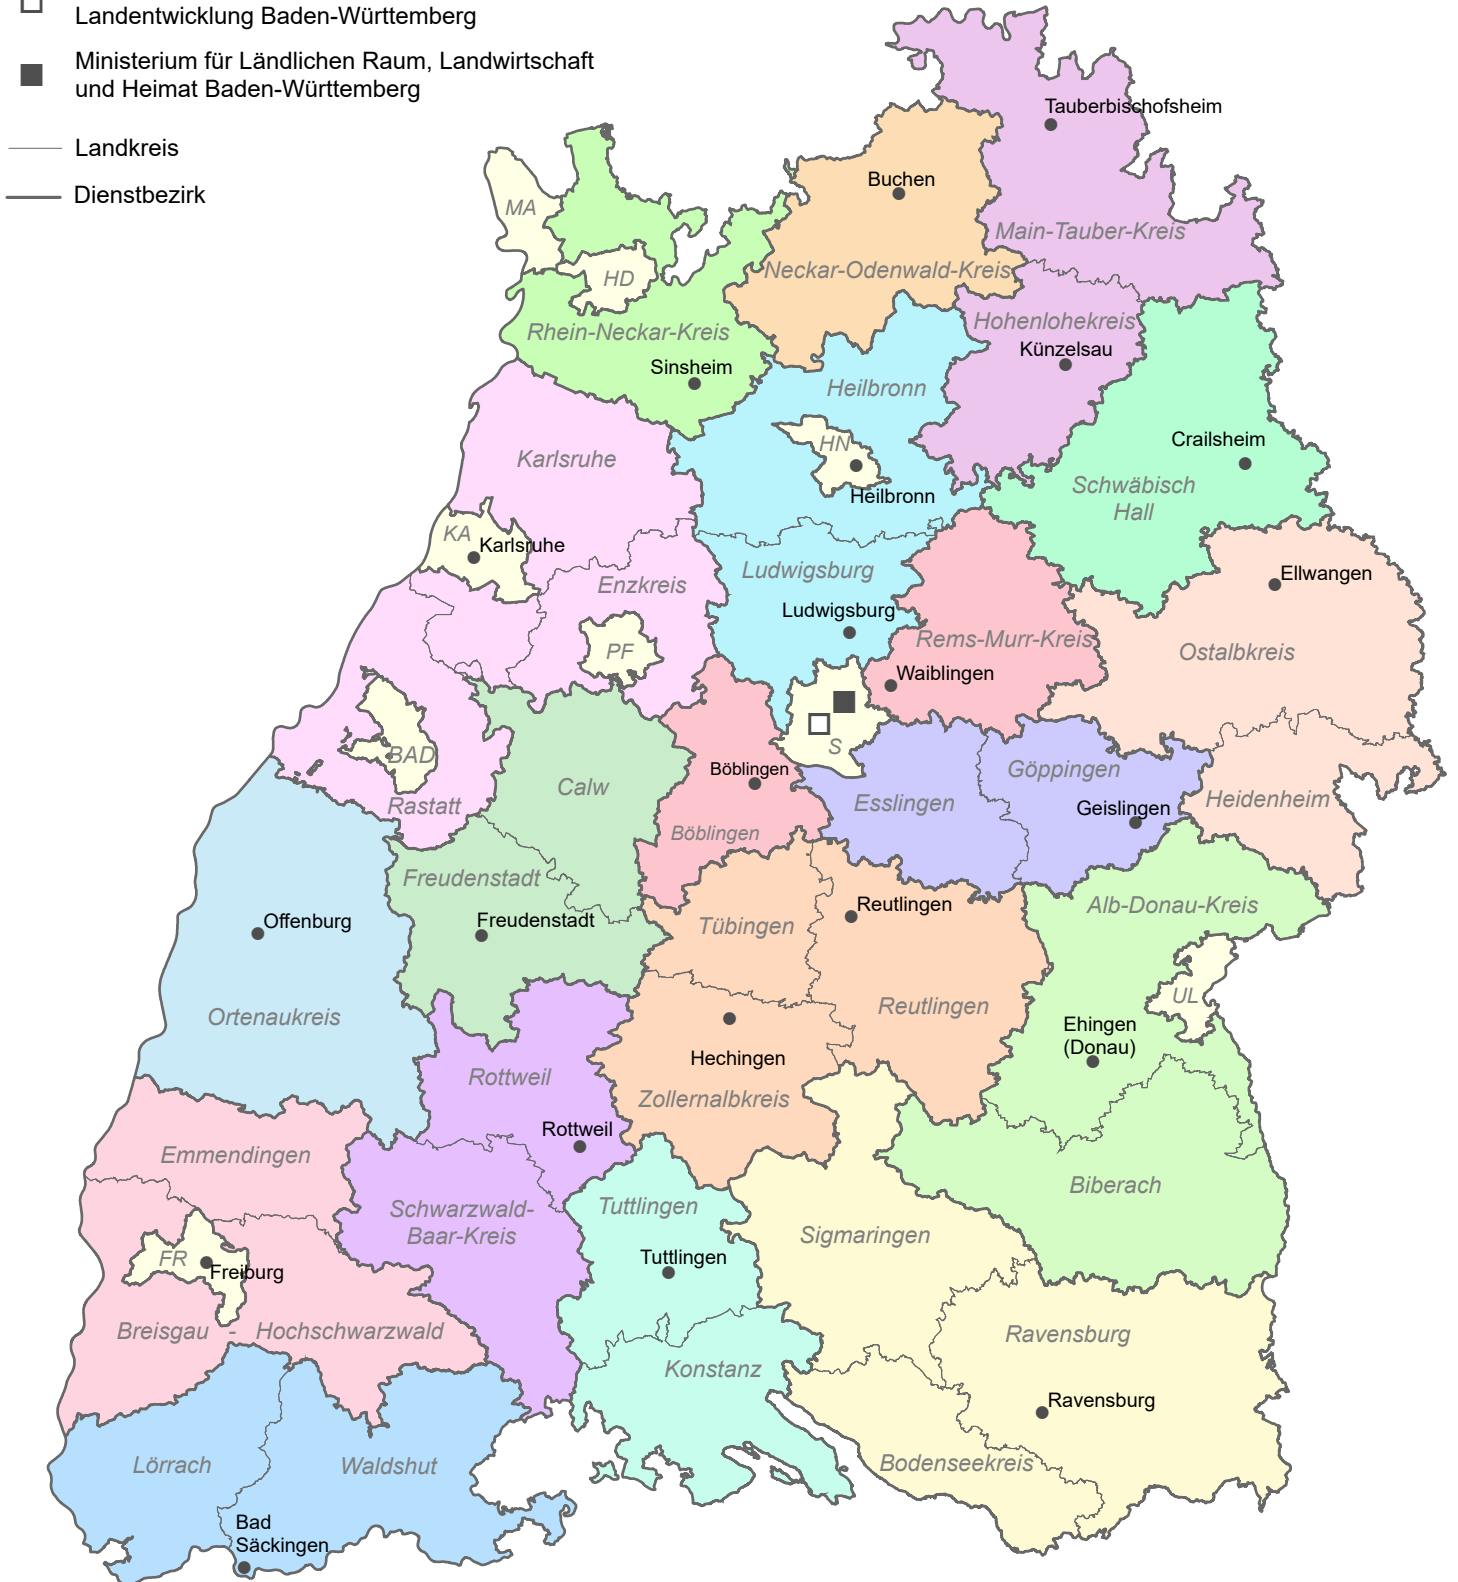 Landentwicklung Baden-Württemberg
Ministerium für Ländlichen Raum, Landwirtschaft
und Heimat Baden-Württemberg
Landkreis
Dienstbezirk
Tauberbischofsheim
Buchen
MA
Main-Tauber-Kreis
HD
Neckar-Odenwald-Kreis
Rhein-Neckar-Kreis
Hohenlohekreis
Künzelsau
Sinsheim
Heilbronn
HN
Crailsheim
Karlsruhe
Schwäbisch
Hall
Heilbronn
KA
Karlsruhe
Ludwigsburg
Enzkreis
Ellwangen
Ludwigsburg
Rems-Murr-Kreis
PF
Ostalbkreis
Waiblingen
S
BAD
Böblingen
Göppingen
Calw
Esslingen
Heidenheim
Rastatt
Geislingen
Böblingen
Freudenstadt
Reutlingen
Alb-Donau-Kreis
Offenburg
Freudenstadt
Tübingen
UL
Ortenaukreis
Reutlingen
Ehingen
(Donau)
Hechingen
Rottweil
Zollernalbkreis
Rottweil
Emmendingen
Biberach
Schwarzwald-
Baar-Kreis
Tuttlingen
Sigmaringen
FR
Freiburg
Tuttlingen
Breisgau - Hochschwarzwald
Ravensburg
Konstanz
Ravensburg
Lörrach
Waldshut
Bodenseekreis
Bad
Säckingen